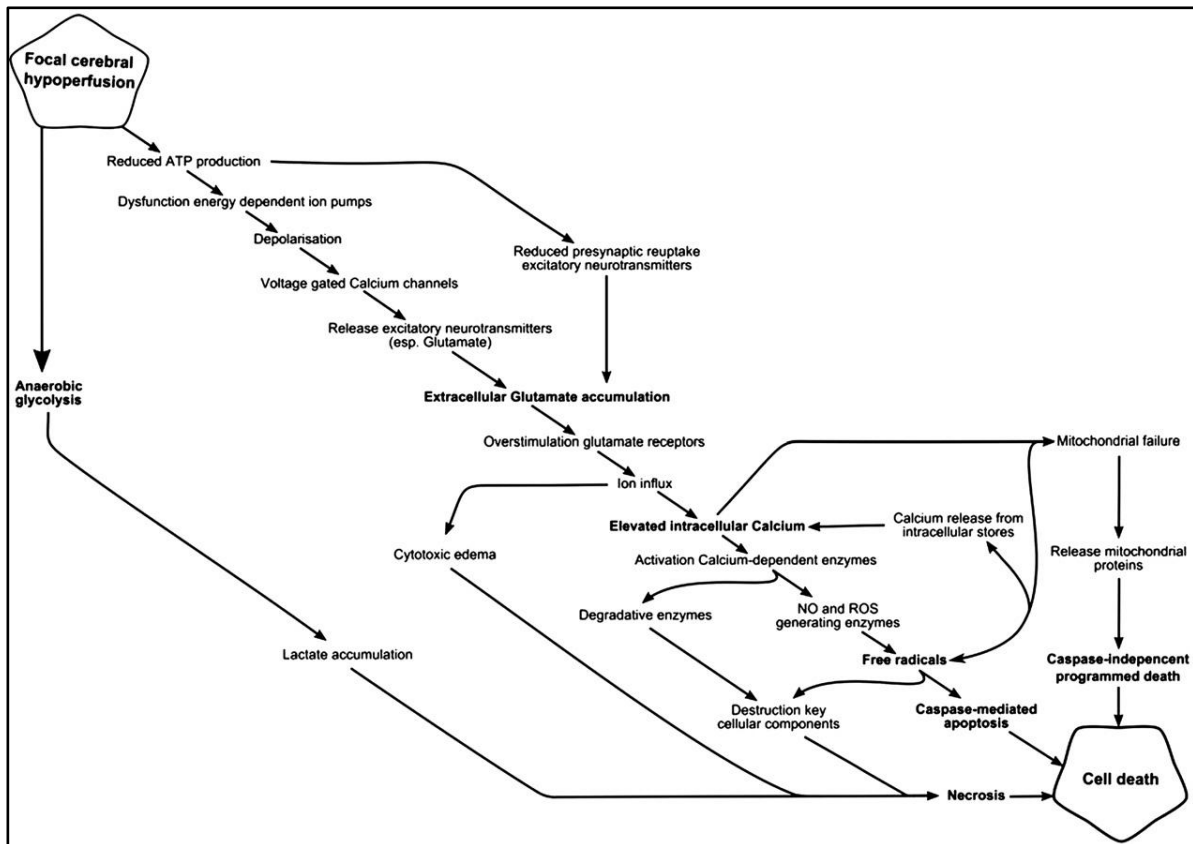 Focal cerebral
hypoperfusion
Reduced ATP production
Dysfunction energy dependent ion pumps
Depolarisation
Reduced presynaptic reuptake
excitatory neurotransmitters
Voltage gated Calcium channels
Release excitatory neurotransmitters
(esp. Glutamate)
Anaerobic
glycolysis
Extracellular Glutamate accumulation
Overstimulation glutamate receptors
Mitochondrial failure
Ion influx
Elevated intracellular Calcium
Calcium release from
intracellular stores
Cytotoxic edema
Activation Calcium-dependent enzymes
Release mitochondrial
proteins
Degradative enzymes
NO and ROS
generating enzymes
Lactate accumulation
Free radicals
Caspase-indepencent
programmed death
Destruction key
cellular components
Caspase-mediated
apoptosis
Cell death
Necrosis